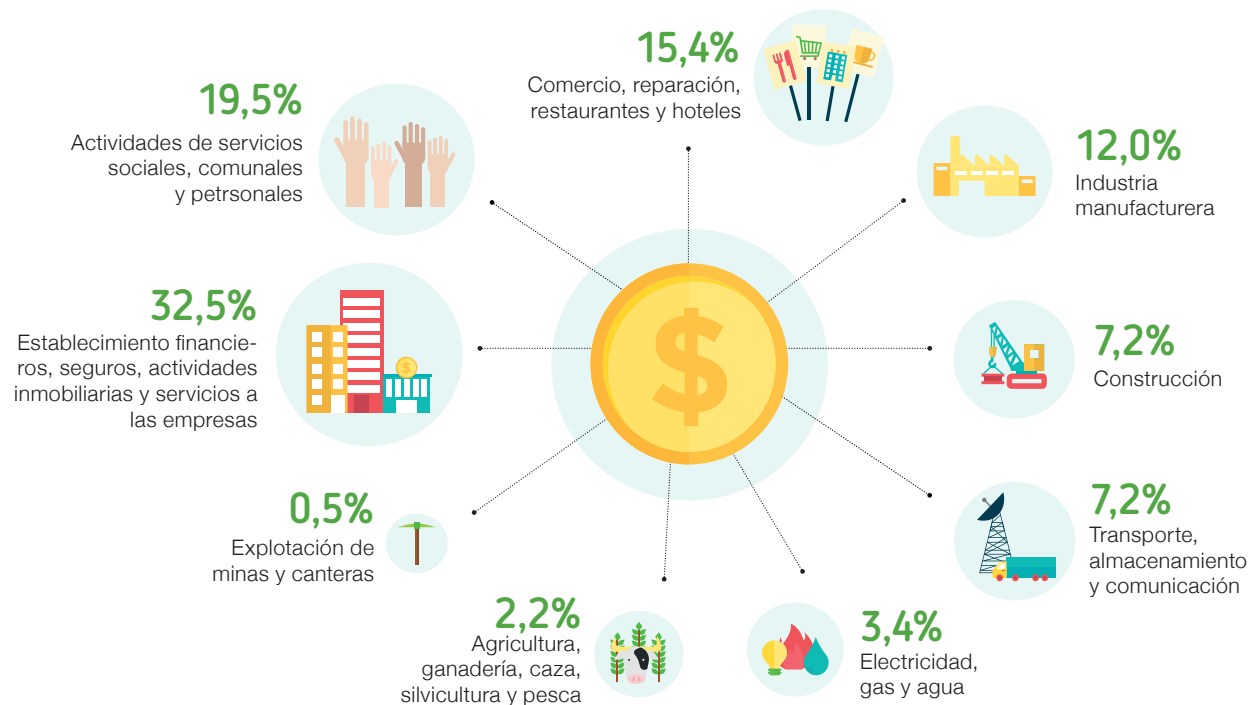 15,4%
Comercio, reparación,
restaurantes y hoteles
19,5%
Actividades de servicios
sociales, comunales
y petrsonales
12,0%
Industria
manufacturera
32,5%
Establecimiento financie-
ros, seguros, actividades
inmobiliarias y servicios a
las empresas
$
7,2%
Construcción
0,5%
Explotación de
minas y canteras
7,2%
Transporte,
almacenamiento
y comunicación
2,2%
Agricultura,
ganadería, caza,
silvicultura y pesca
3,4%
Electricidad,
gas y agua